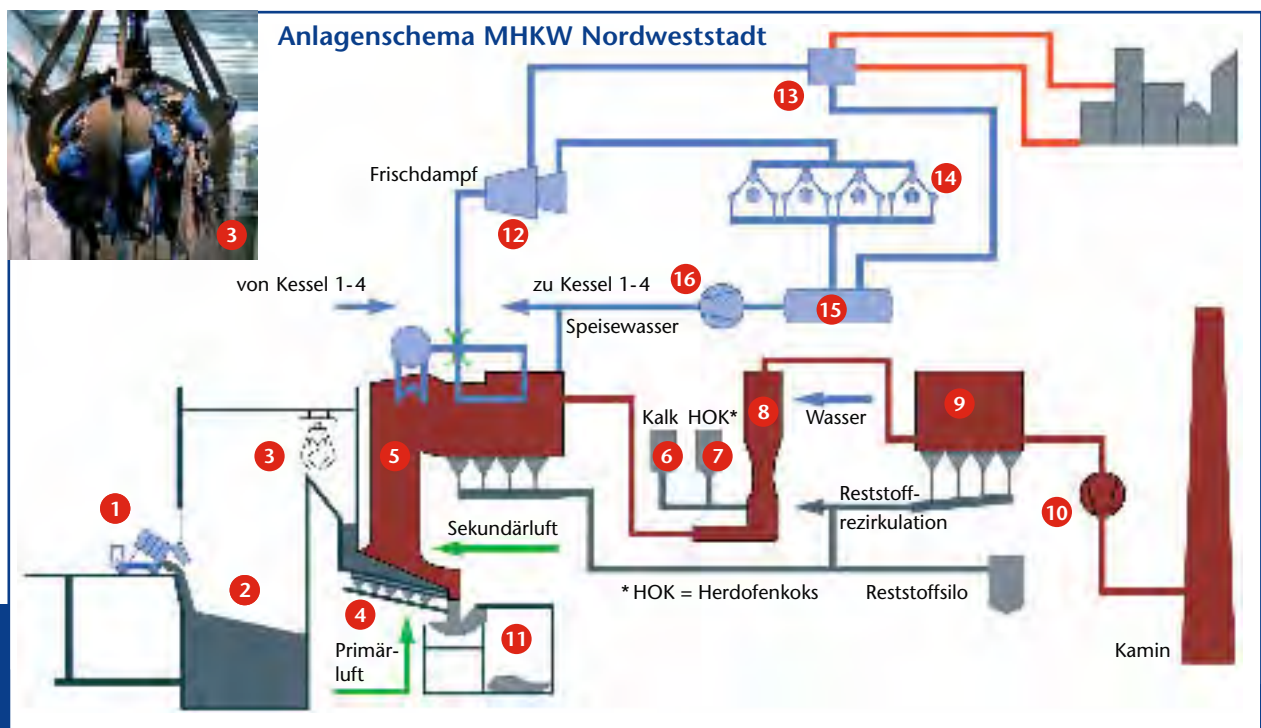 Anlagenschema MHKW Nordweststadt
3
13
Frischdampf
12
14
von Kessel 1-4
zu Kessel 1-4
16
15
Speisewasser
1
2
3
4
5
Kalk
HOK*
6
7
8
Wasser
9
Sekundärluft
Reststoff-
rezirkulation
10
* HOK = Herdofenkoks
Reststoffsilo
Primär-
luft
11
Kamin